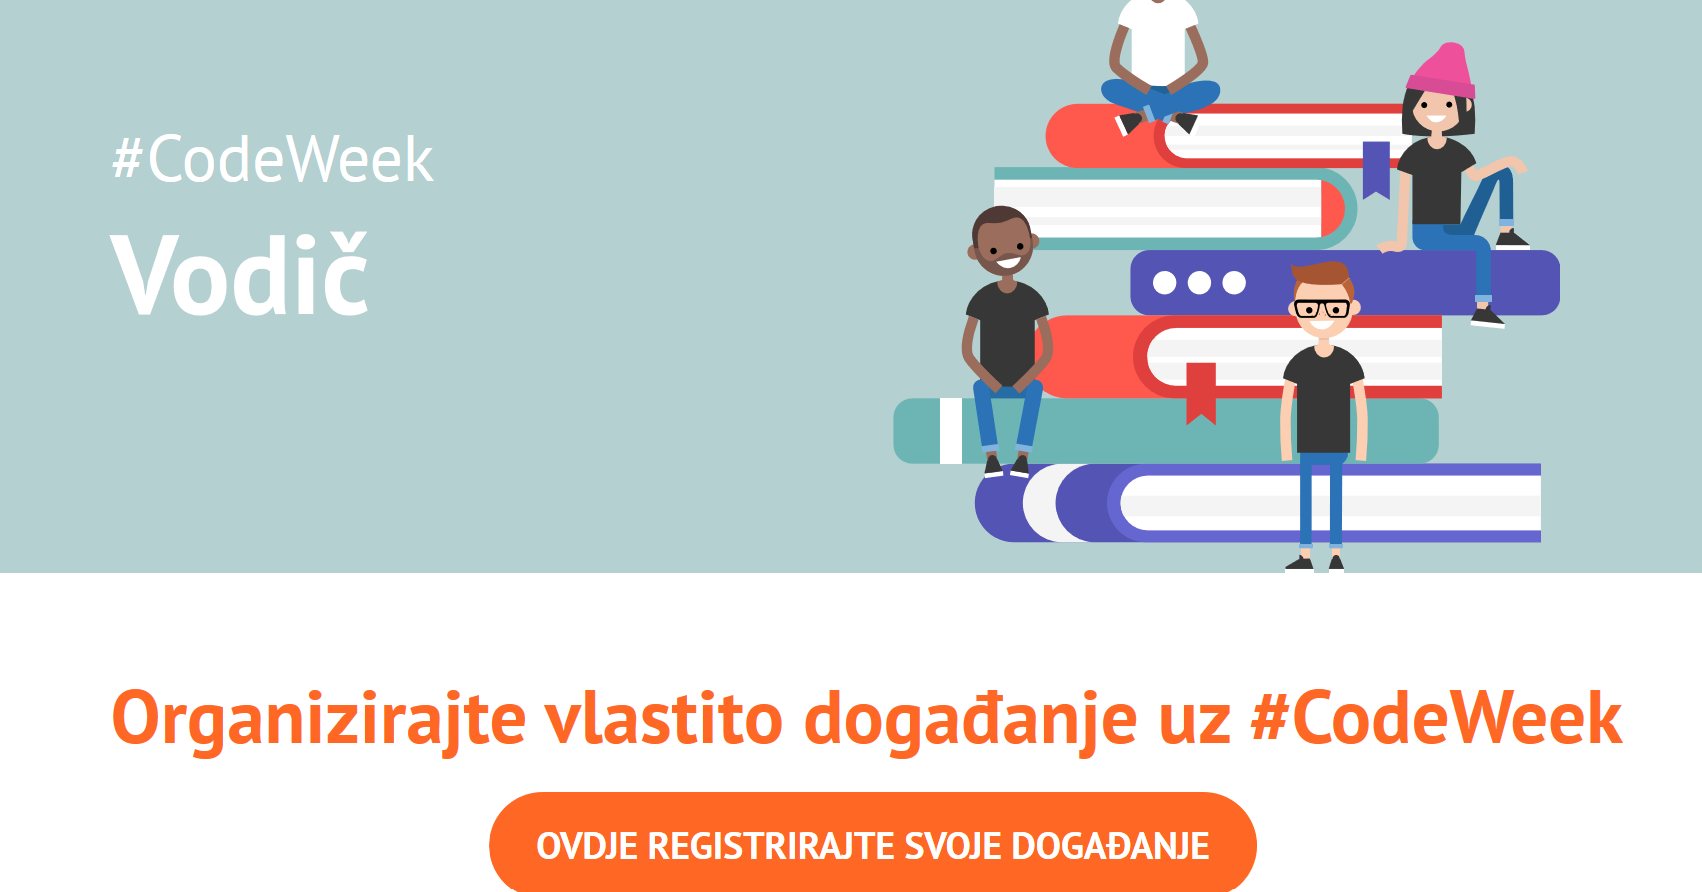 #CodeWeek
Vodič
Organizirajte vlastito događanje uz #CodeWeek
OVDJE REGISTRIRAJTE SVOJE DOGAĐANJE